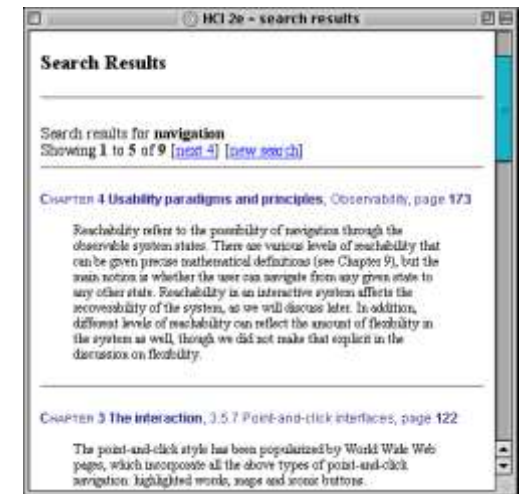 HCI 2e - search results
Search Results
Search results for navigation
Showing 1 to 5 of 9 [next 4] [new search]
CHAPTER 4 Usability paradigms and principles, Observability, page 173
Reachability refers to the possibility of navigation through the
observable system states. There are various levels of reachability that
can be given precise mathematical definitions (see Chapter 9), but the
main notion is whether the user can navigate from any given state to
any other state. Reachability in an interactive system affects the
recoverability of the system, as we will discuss later. In addition,
different levels of reachability can reflect the amount of flexibility in
the system as well, though we did not make that explicit in the
discussion on flexibility.
CHAPTER 3 The interaction, 3.5.7 Point-and-click interfaces, page 122
The point-and-click style has been popularized by World Wide Web
pages, which incorporate all the above types of point-and-click
navigation: highlighted words, maps and iconic buttons.